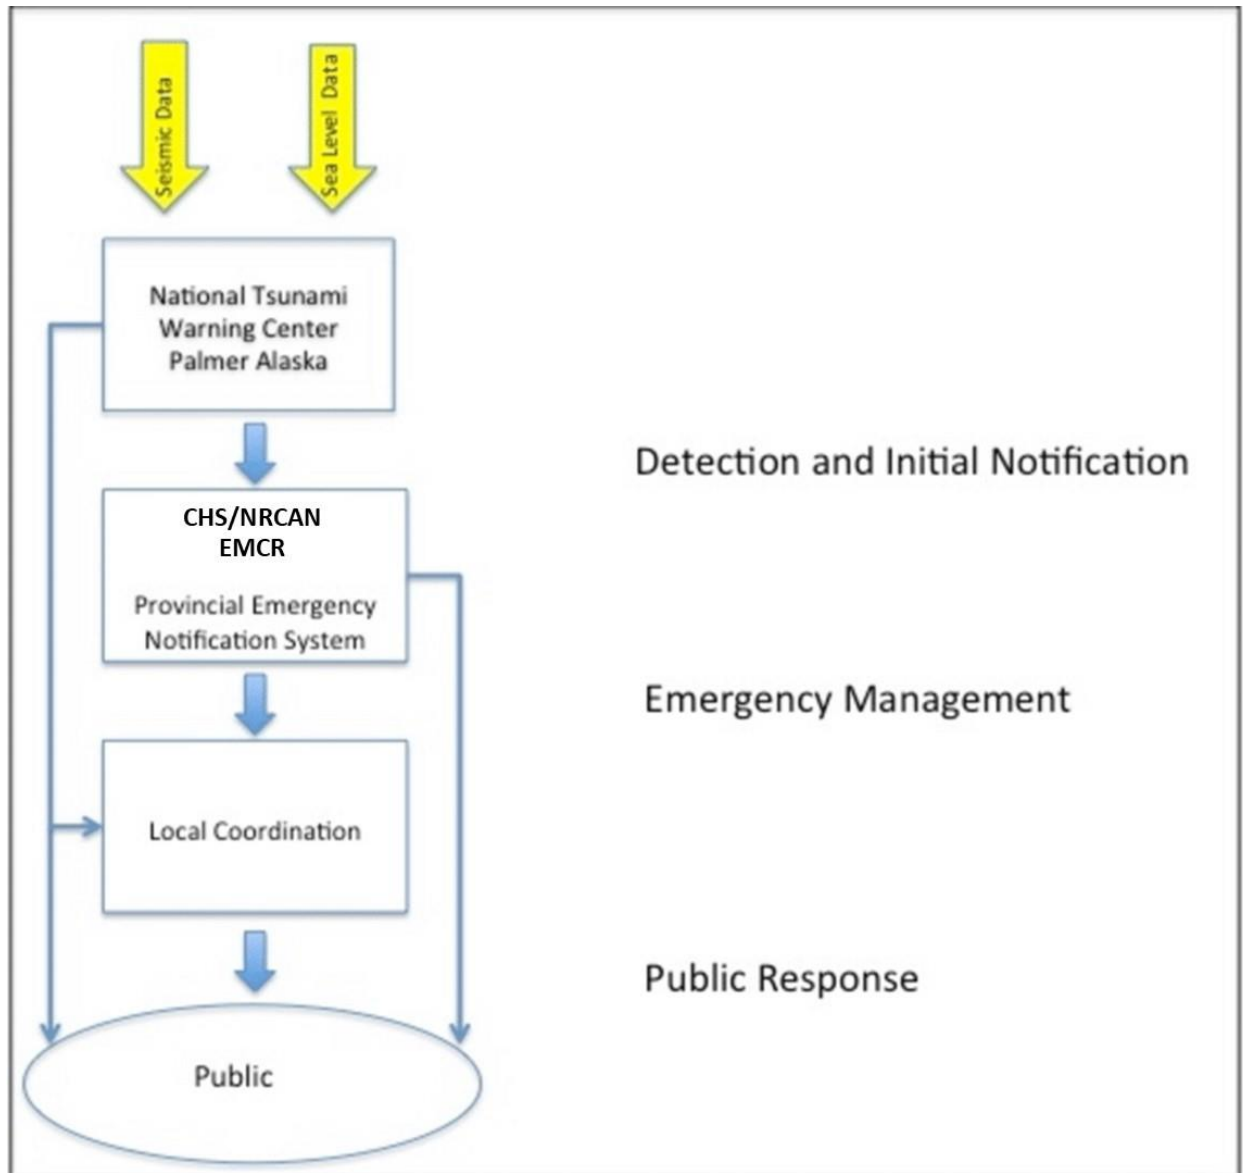 Seismic Data
Sea Level Data
National Tsunami
Warning Center
Palmer Alaska
Detection and Initial Notification
CHS/NRCAN
EMCR
Provincial Emergency
Notification System
Emergency Management
Local Coordination
Public Response
Public